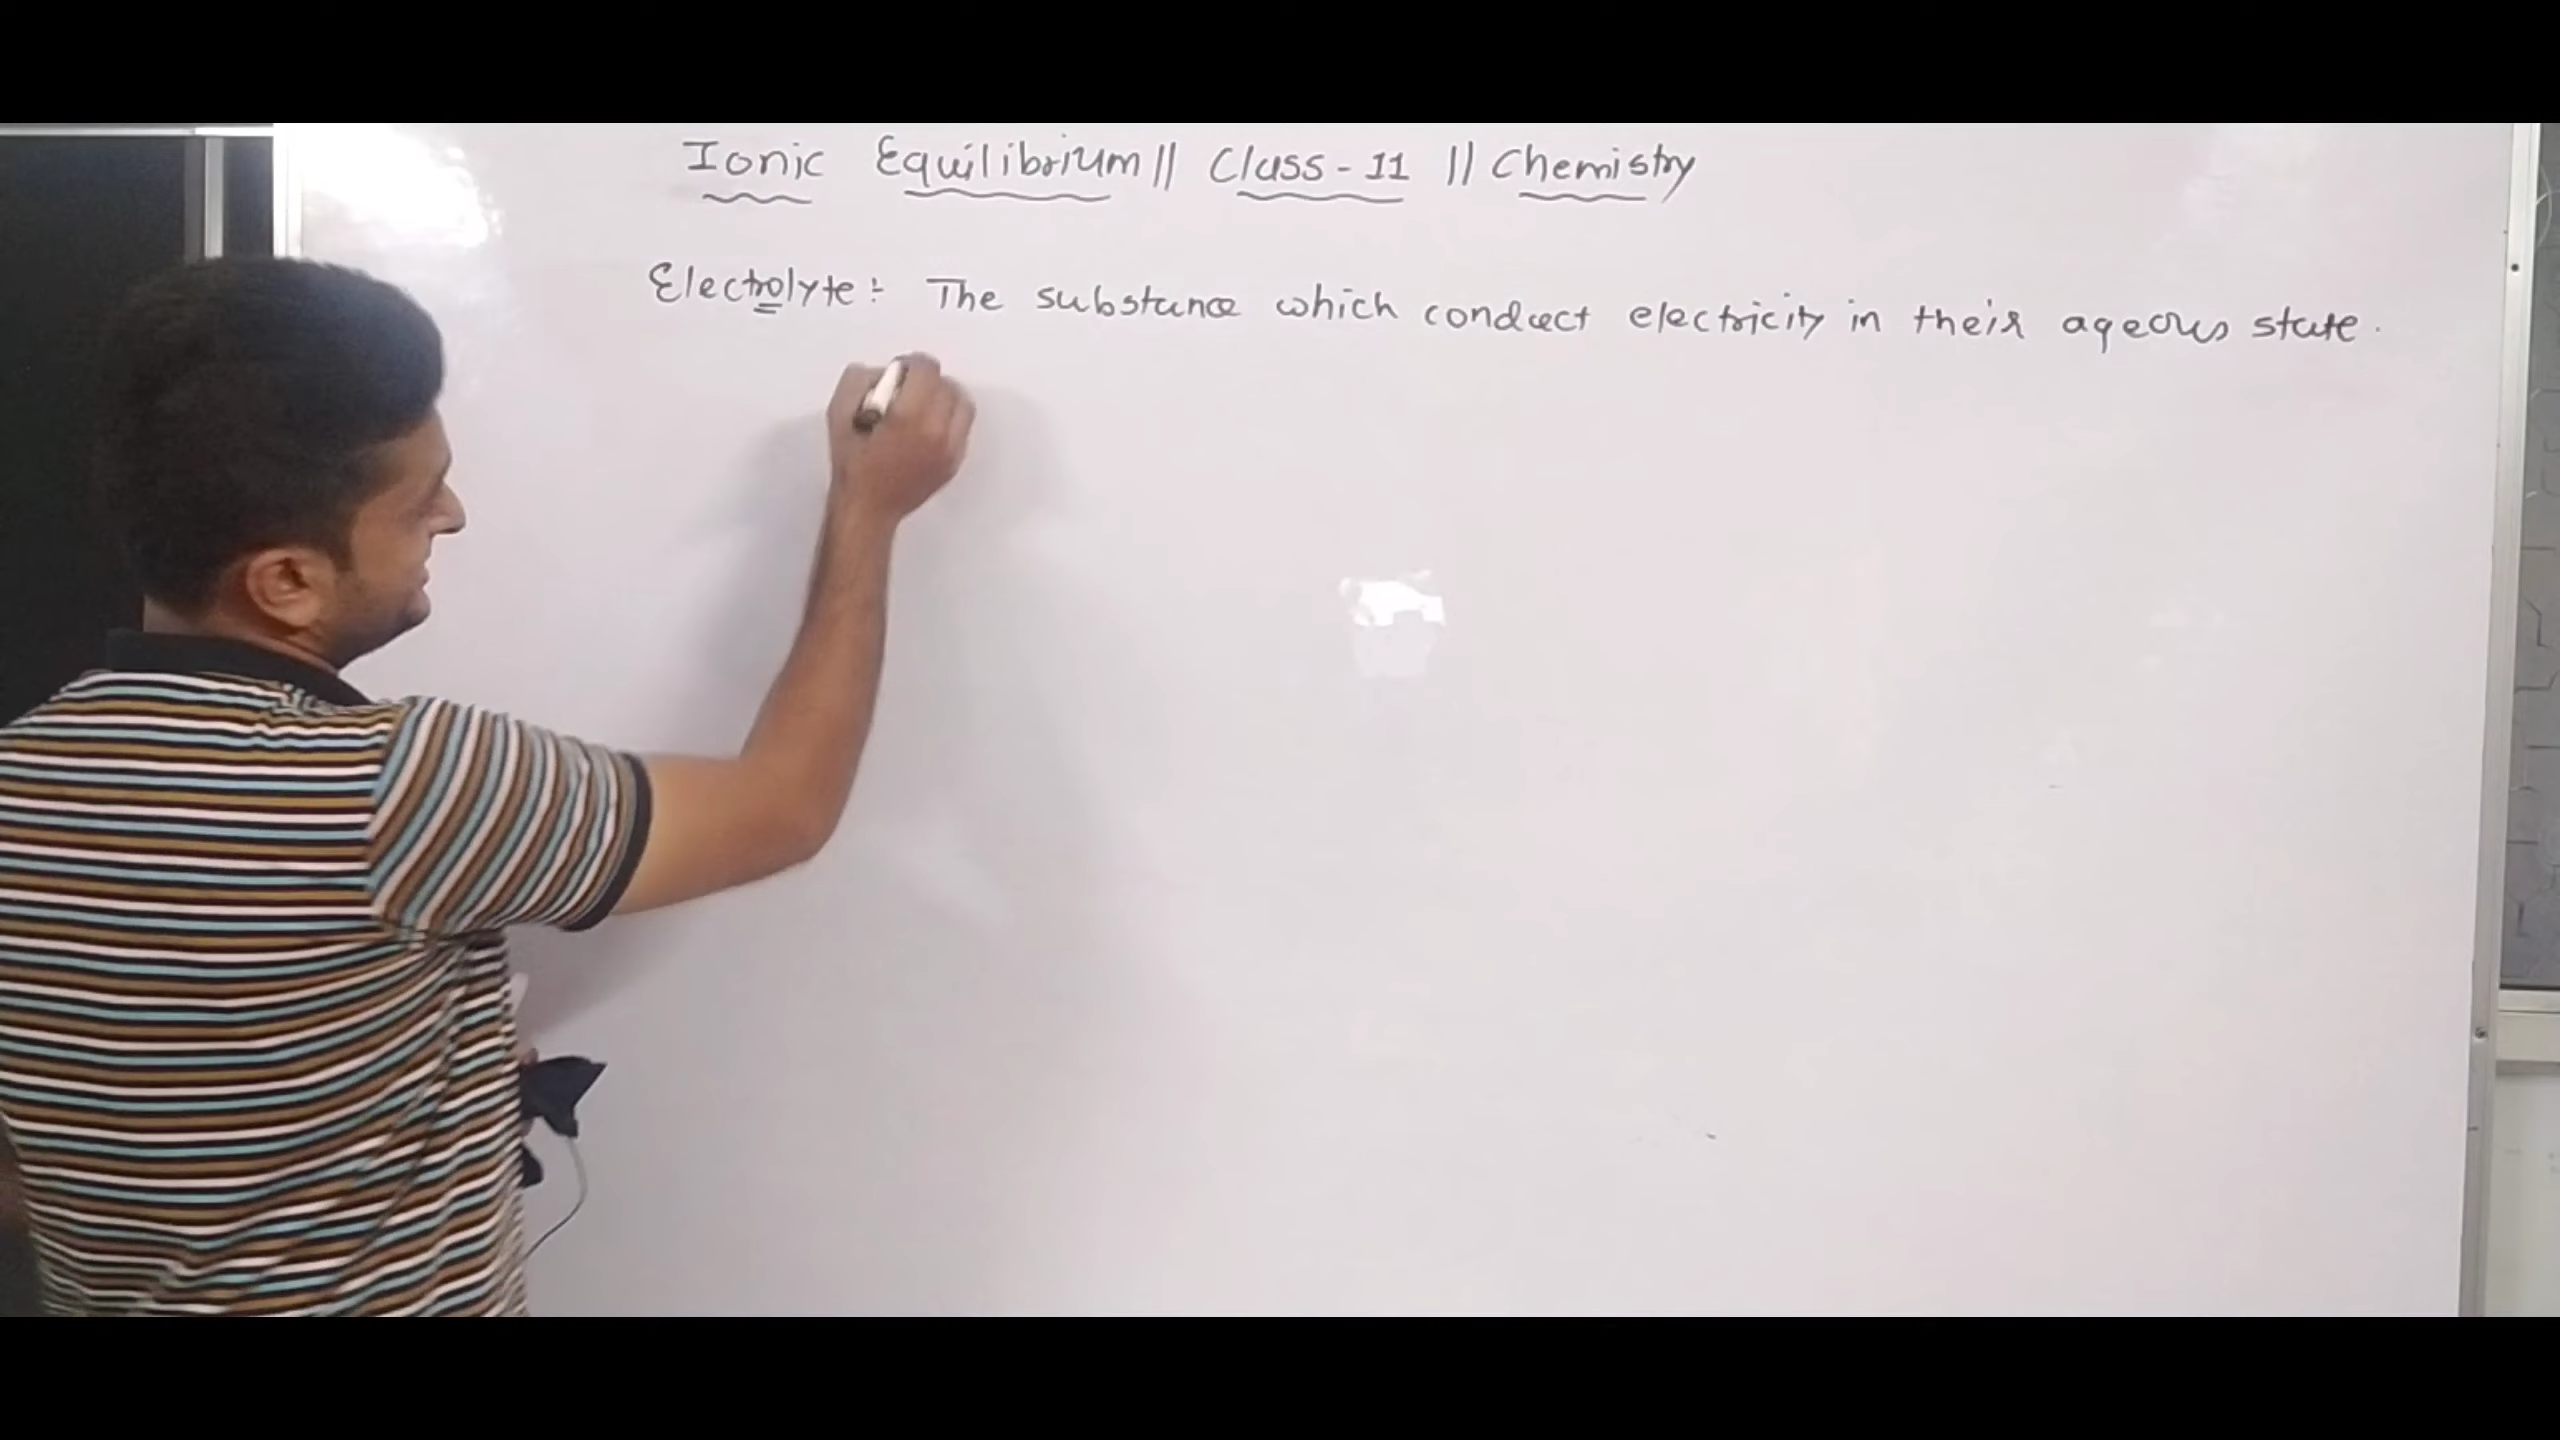 Ionic Equilibrium || Class - 11 || Chemistry
Electrolyte :- The substance which conduct electricity in their aqeous state.